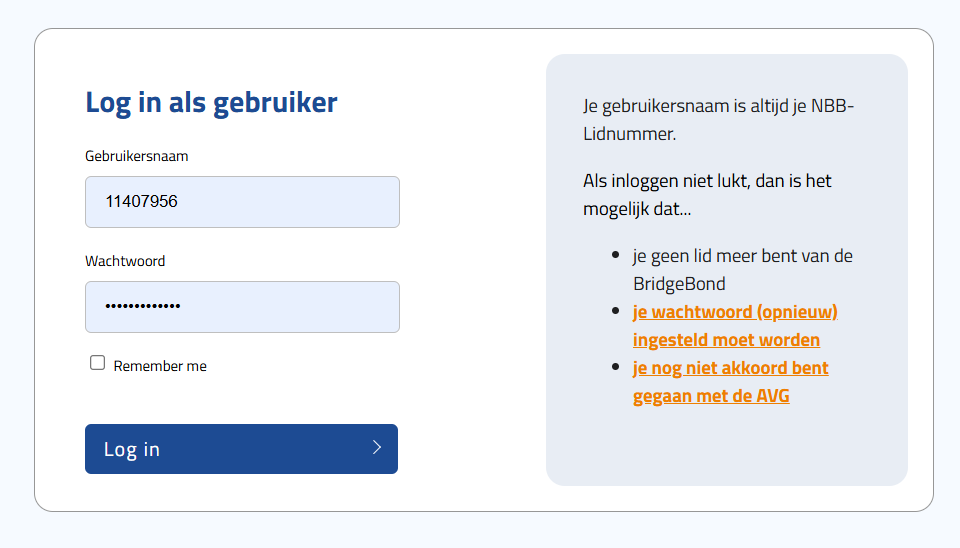 Log in als gebruiker
Gebruikersnaam
11407956
Wachtwoord
•••••••••••••
Remember me
Log in
Je gebruikersnaam is altijd je NBB-
Lidnummer.
Als inloggen niet lukt, dan is het
mogelijk dat...
je geen lid meer bent van de
BridgeBond
je wachtwoord (opnieuw)
ingesteld moet worden
je nog niet akkoord bent
gegaan met de AVG